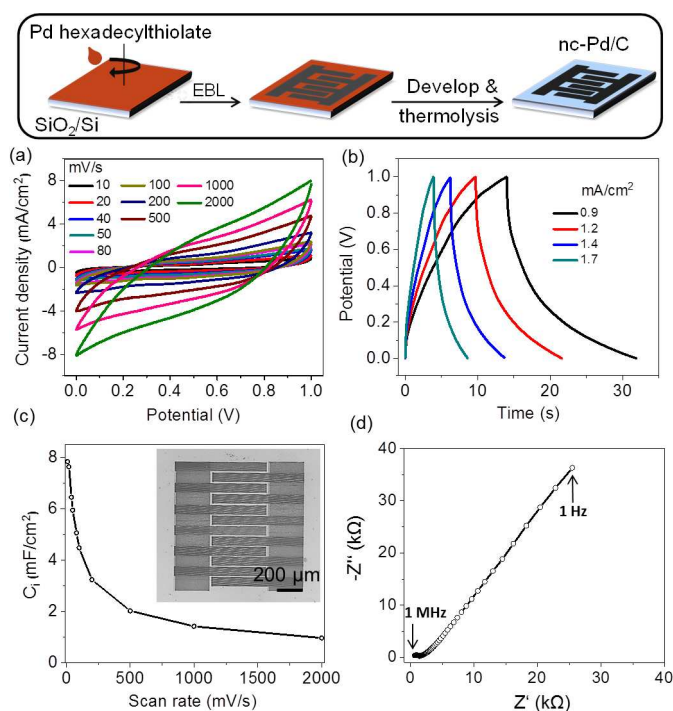 Pd hexadecylthiolate
nc-Pd/C
EBL
Develop &
thermolysis
SiO2/Si
(a)
mV/s
10 100 1000
20 200 2000
40 500
50
80
Current density (mA/cm²)
8
4
0
-4
-8
0.0 0.2 0.4 0.6 0.8 1.0
Potential (V)
(b)
mA/cm²
0.9
1.2
1.4
1.7
Potential (V)
1.0
0.8
0.6
0.4
0.2
0.0
0 10 20 30
Time (s)
(c)
Ci (mF/cm²)
8
6
4
2
0
200 µm
0 500 1000 1500 2000
Scan rate (mV/s)
(d)
-Z'' (kΩ)
40
30
20
10
0
1 Hz
1 MHz
0 10 20 30 40
Z' (kΩ)